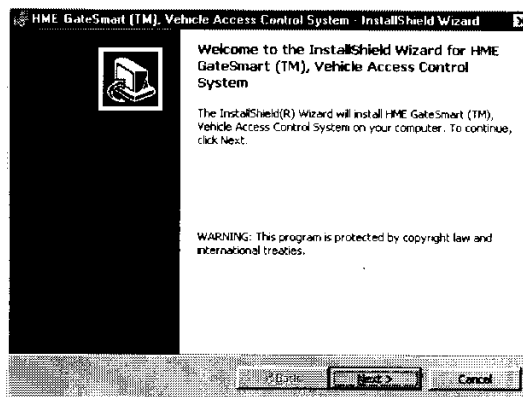 HME GateSmart (TM), Vehicle Access Control System - InstallShield Wizard
Welcome to the InstallShield Wizard for HME
GateSmart (TM), Vehicle Access Control
System
The InstallShield(R) Wizard will install HME GateSmart (TM),
Vehicle Access Control System on your computer. To continue,
click Next.
WARNING: This program is protected by copyright law and
international treaties.
< Back Next > Cancel